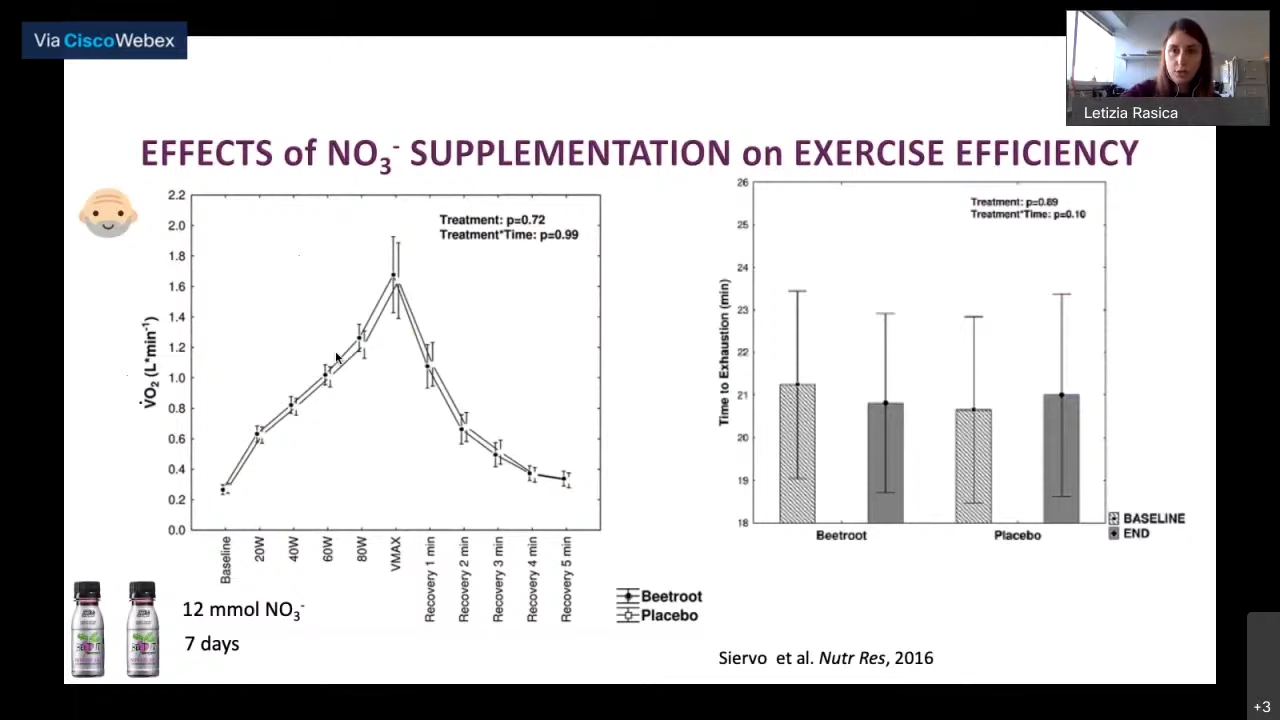 Via CiscoWebex
Letizia Rasica
EFFECTS of NO3- SUPPLEMENTATION on EXERCISE EFFICIENCY
2.2
2.0
1.8
1.6
1.4
1.2
1.0
0.8
0.6
0.4
0.2
0.0
V̇O2 (L*min-1)
Treatment: p=0.72
Treatment*Time: p=0.99
Baseline
20W
40W
60W
80W
VMAX
Recovery 1 min
Recovery 2 min
Recovery 3 min
Recovery 4 min
Recovery 5 min
Beetroot
Placebo
26
25
24
23
22
21
20
19
18
Time to Exhaustion (min)
Treatment: p=0.89
Treatment*Time: p=0.10
Beetroot
Placebo
BASELINE
END
12 mmol NO3-
7 days
Siervo et al. Nutr Res, 2016
+3